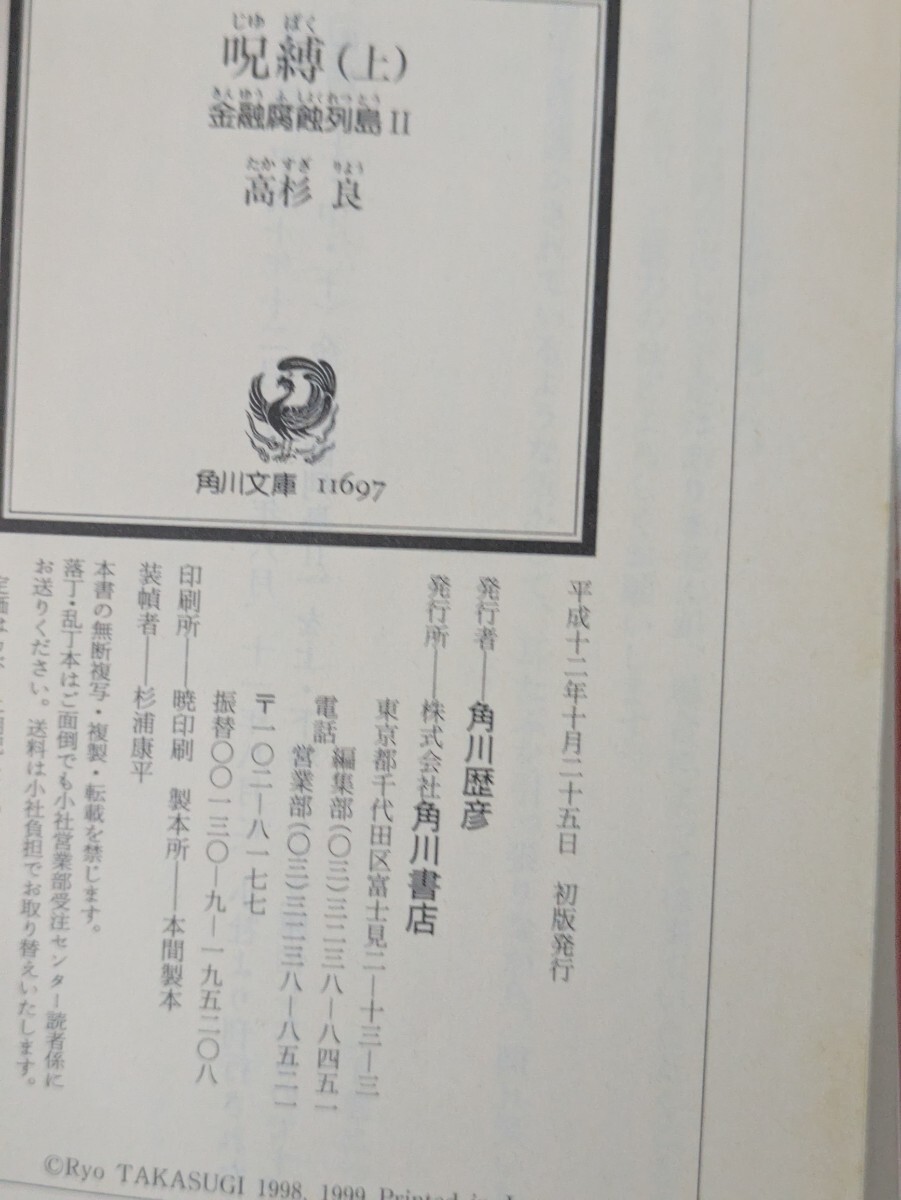 じゆ ばく
呪縛(上)
きんゆう ふ しよくれつとう
金融腐蝕列島 II
たか すぎ りよう
高杉 良
角川文庫 11697
平成十二年十月二十五日 初版発行
発行者——角川歴彦
発行所——株式会社角川書店
東京都千代田区富士見二—十三—三
電話 編集部(〇三)三二三八—八四五一
営業部(〇三)三二三八—八五二一
〒一〇二—八一七七
振替〇〇一三〇—九—一九五二〇八
印刷所——暁印刷 製本所——本間製本
装幀者——杉浦康平
本書の無断複写・複製・転載を禁じます。
落丁・乱丁本はご面倒でも小社営業部受注センター読者係に
お送りください。送料は小社負担でお取り替えいたします。
定価は
©Ryo TAKASUGI 1998, 1999 Printed in